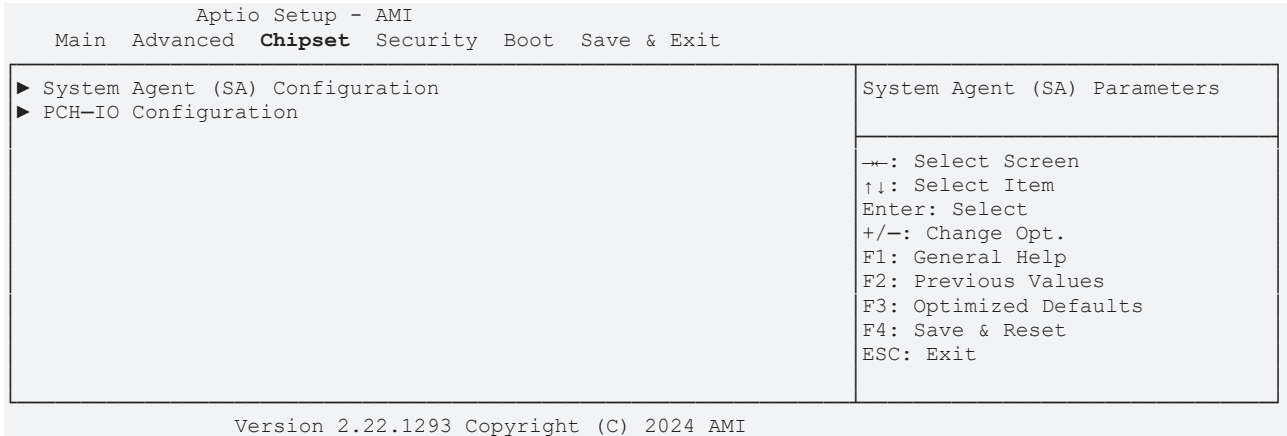 Aptio Setup - AMI
Main Advanced Chipset Security Boot Save & Exit
► System Agent (SA) Configuration
► PCH—IO Configuration
System Agent (SA) Parameters
→←: Select Screen
↑↓: Select Item
Enter: Select
+/—: Change Opt.
F1: General Help
F2: Previous Values
F3: Optimized Defaults
F4: Save & Reset
ESC: Exit
Version 2.22.1293 Copyright (C) 2024 AMI